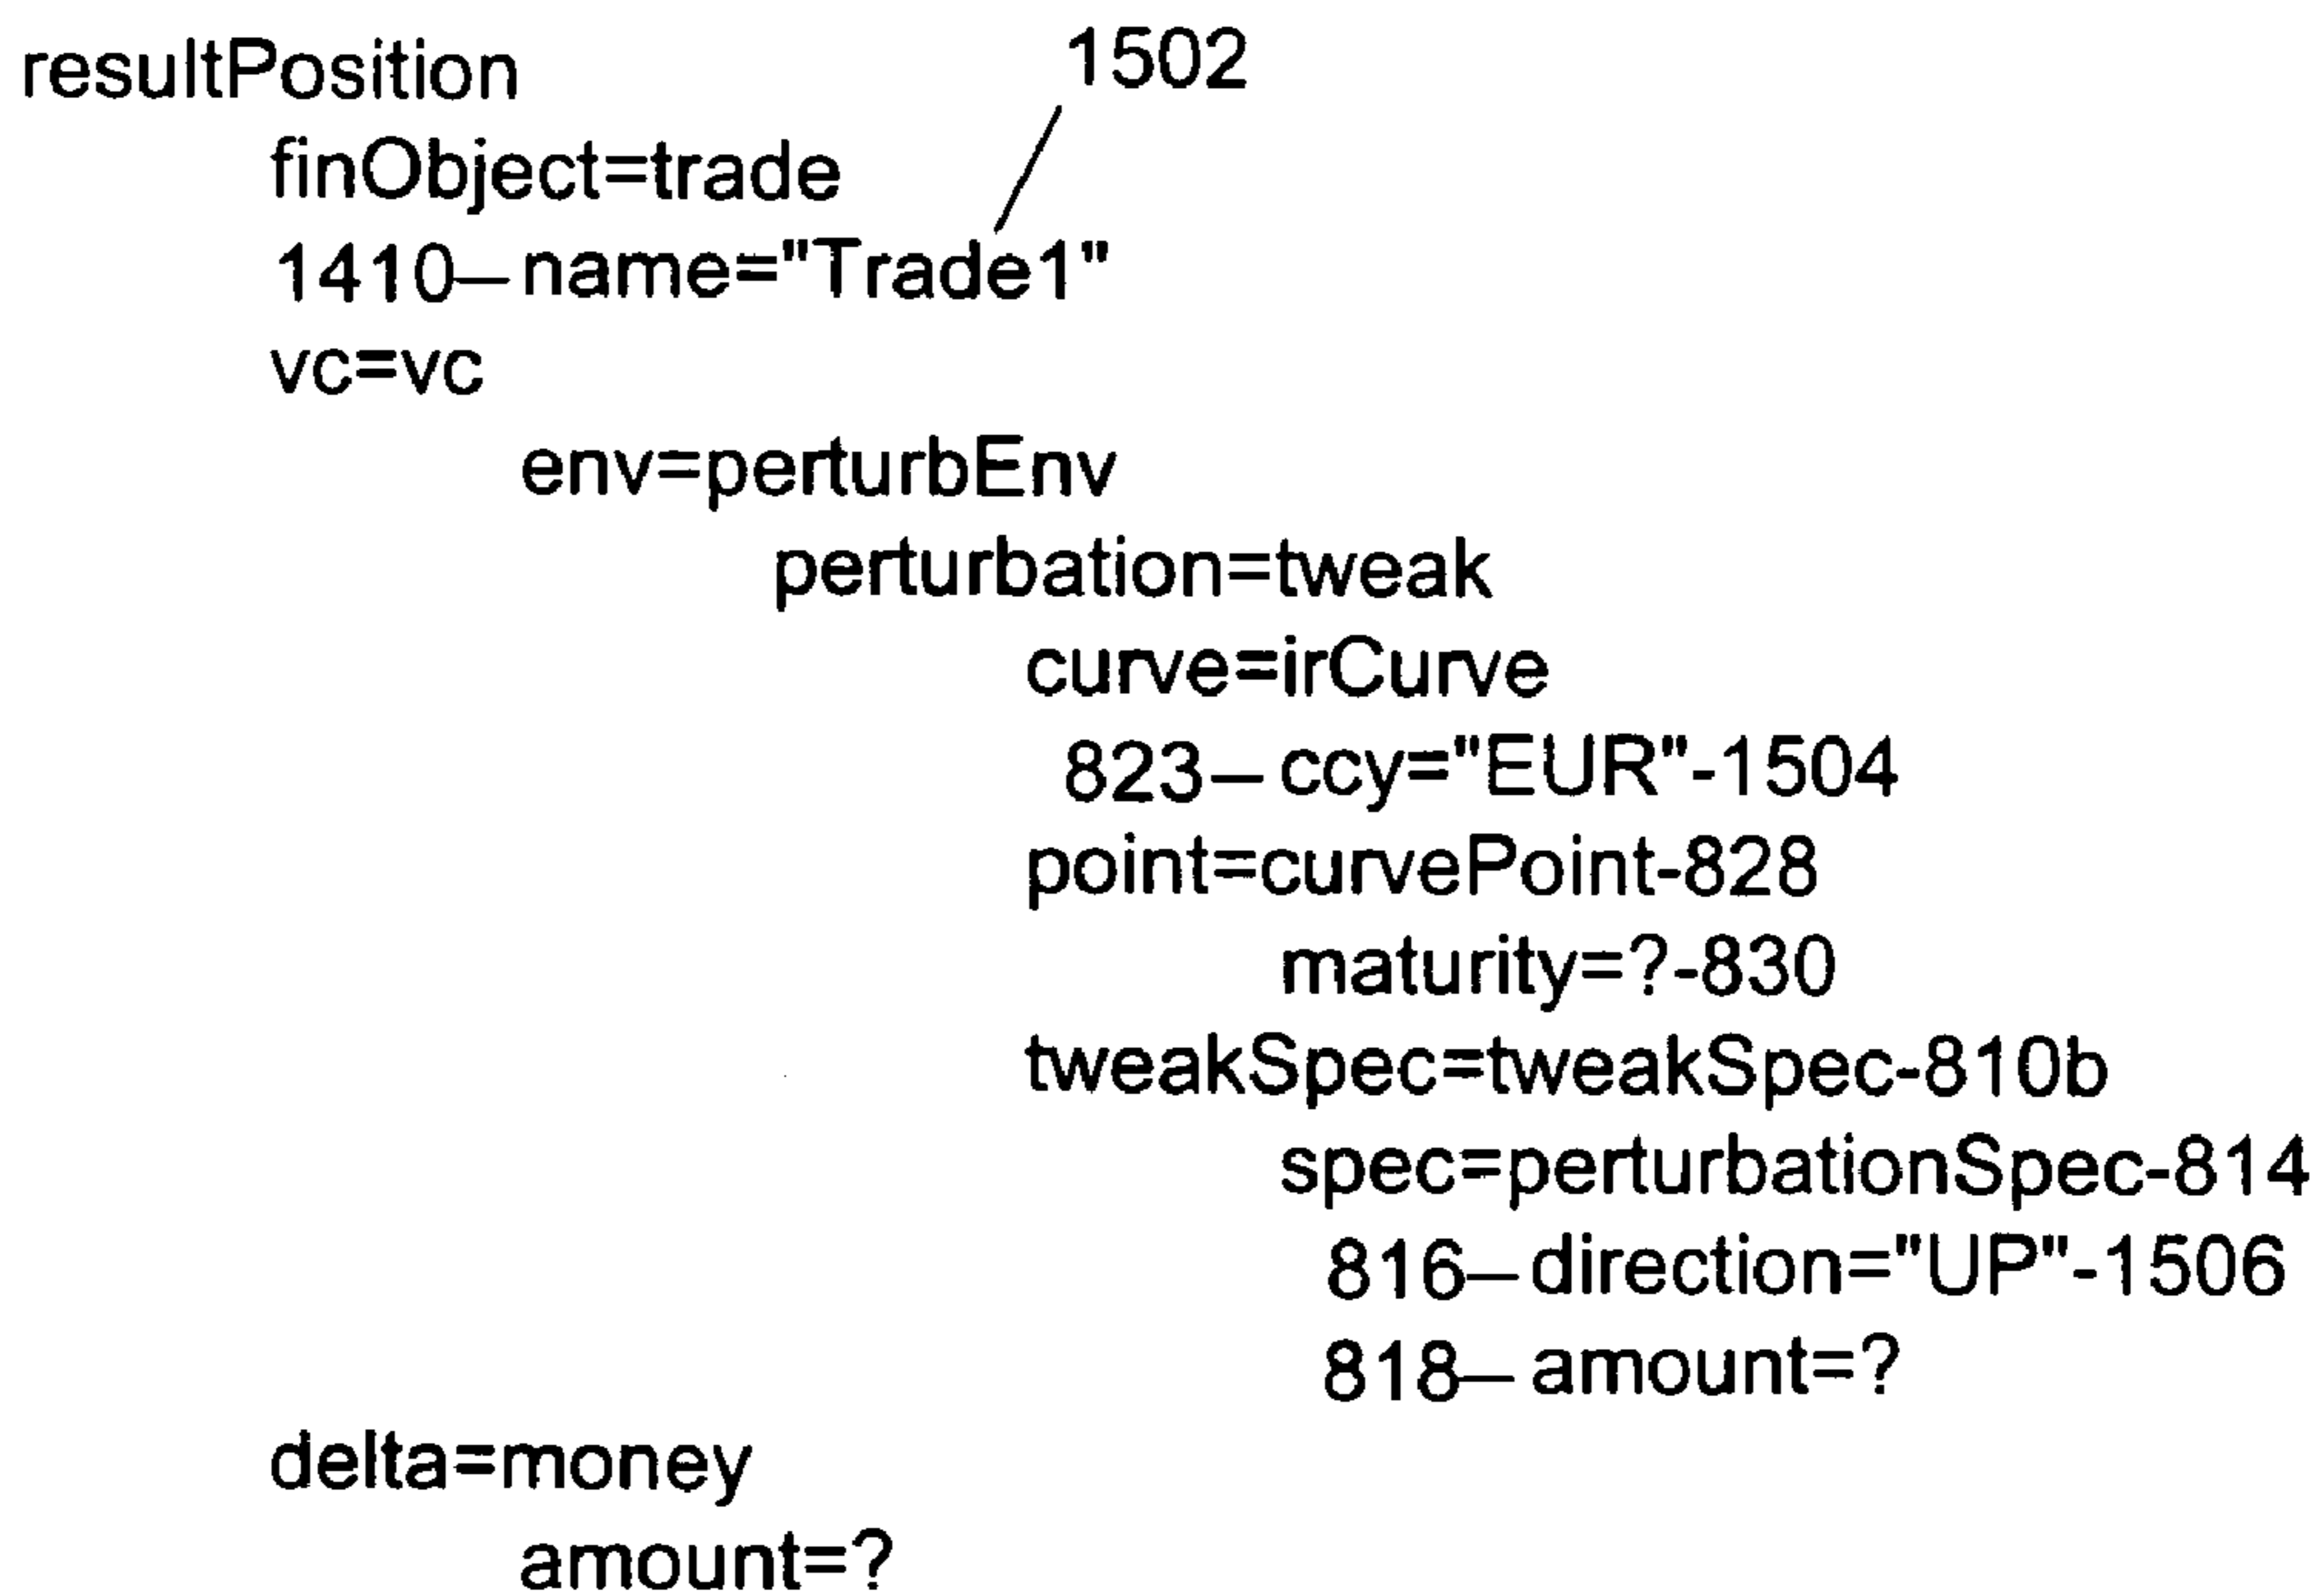 resultPosition 1502
finObject=trade
1410—name="Trade1"
vc=vc
env=perturbEnv
perturbation=tweak
curve=irCurve
823—ccy="EUR"-1504
point=curvePoint-828
maturity=?-830
tweakSpec=tweakSpec-810b
spec=perturbationSpec-814
816—direction="UP"-1506
818—amount=?
delta=money
amount=?